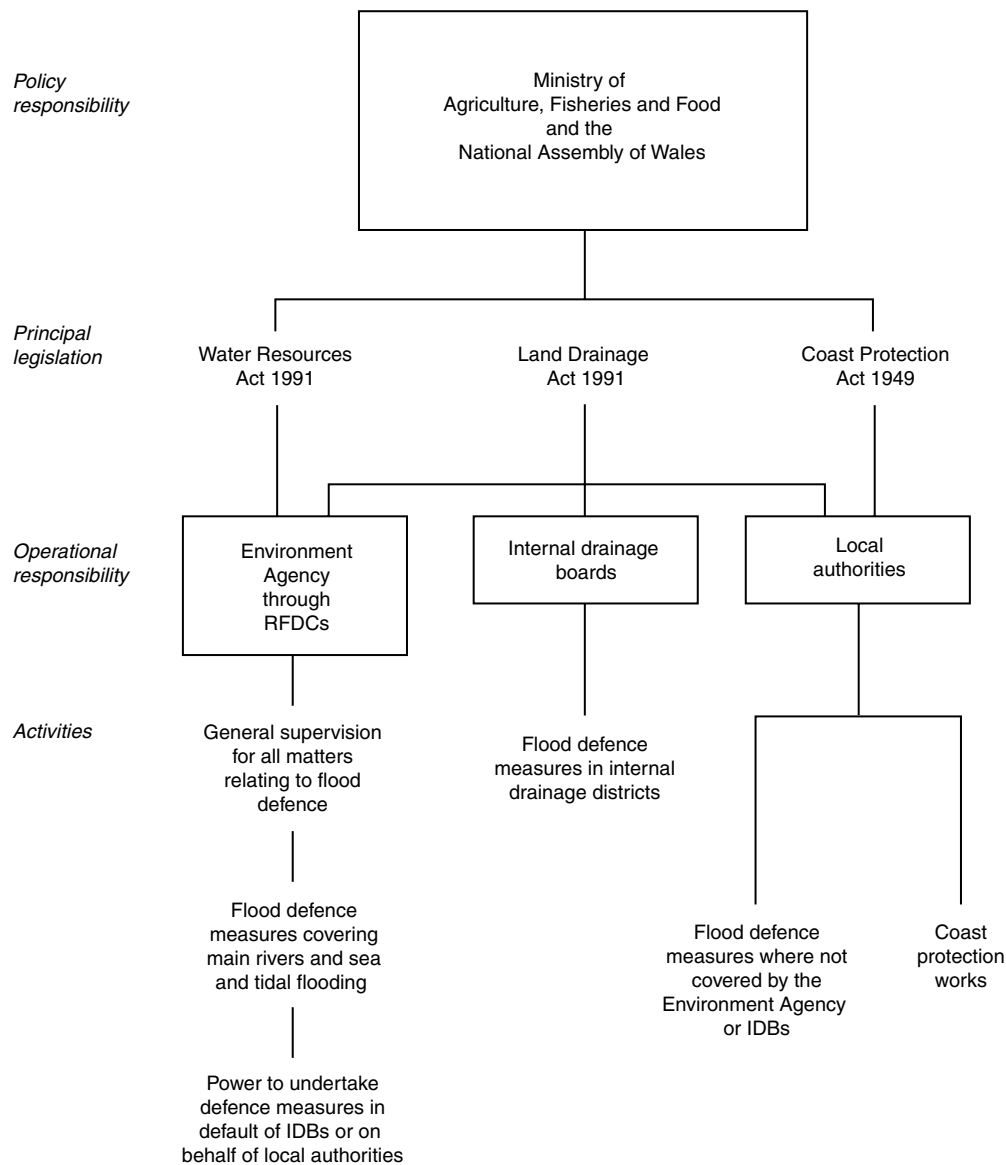 Policy
responsibility
Ministry of
Agriculture, Fisheries and Food
and the
National Assembly of Wales
Principal
legislation
Water Resources
Act 1991
Land Drainage
Act 1991
Coast Protection
Act 1949
Operational
responsibility
Environment
Agency
through
RFDCs
Internal drainage
boards
Local
authorities
Activities
General supervision
for all matters
relating to flood
defence
Flood defence
measures in internal
drainage districts
Flood defence
measures covering
main rivers and sea
and tidal flooding
Flood defence
measures where not
covered by the
Environment Agency
or IDBs
Coast
protection
works
Power to undertake
defence measures in
default of IDBs or on
behalf of local authorities